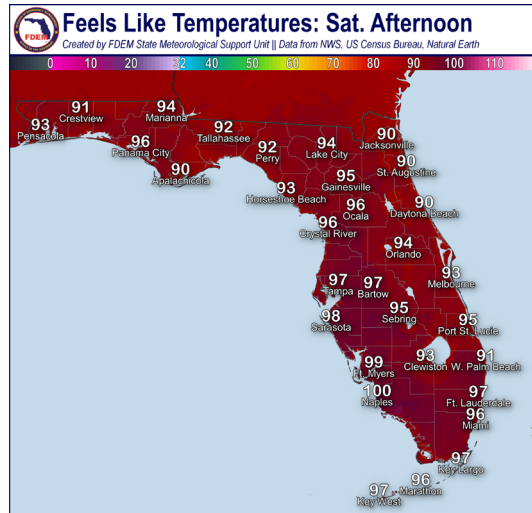 FDEM
Feels Like Temperatures: Sat. Afternoon
Created by FDEM State Meteorological Support Unit || Data from NWS, US Census Bureau, Natural Earth
0 10 20 32 40 50 60 70 80 90 100 110
93
Pensacola
91
Crestview
94
Marianna
96
Panama City
90
Apalachicola
92
Tallahassee
92
Perry
94
Lake City
90
Jacksonville
90
St. Augustine
95
Gainesville
93
Horseshoe Beach
96
Ocala
90
Daytona Beach
96
Crystal River
94
Orlando
93
Melbourne
97
Tampa
97
Bartow
98
Sarasota
95
Sebring
95
Port St. Lucie
99
Ft. Myers
93
Clewiston
91
W. Palm Beach
100
Naples
97
Ft. Lauderdale
96
Miami
97
Key Largo
96
Marathon
97
Key West